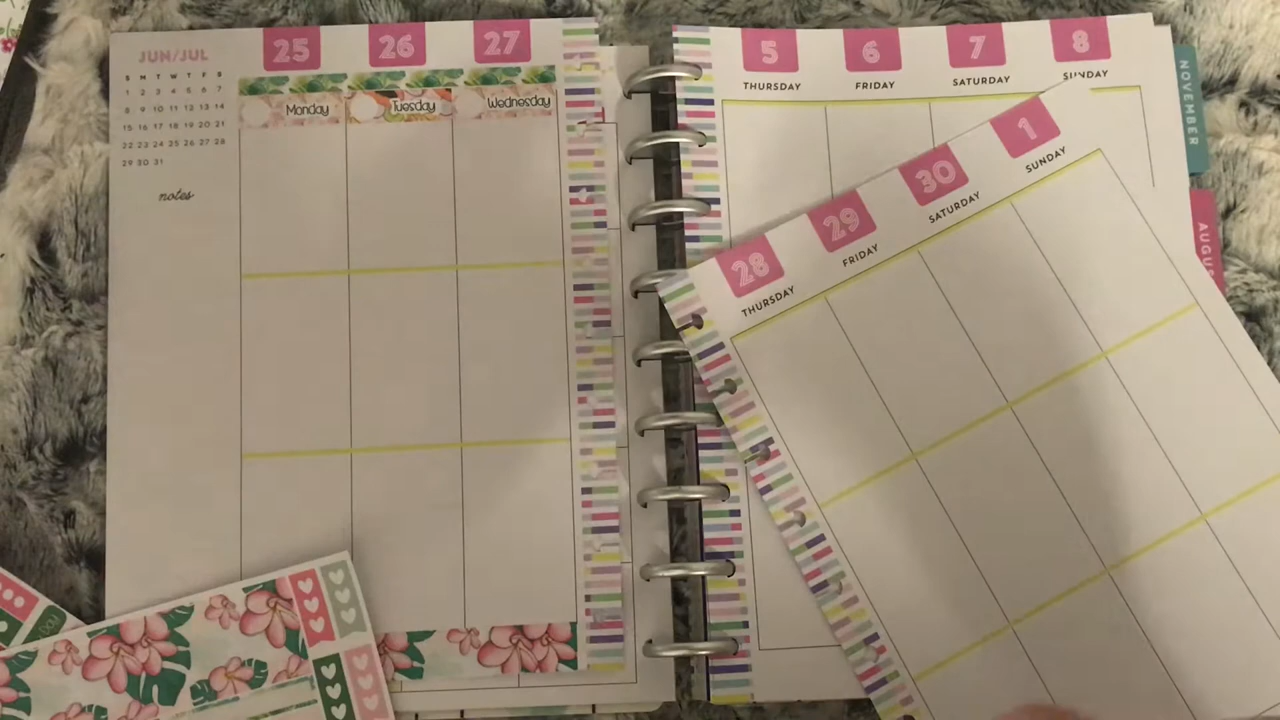 JUN/JUL
S M T W T F S
1 2 3 4 5 6 7
8 9 10 11 12 13 14
15 16 17 18 19 20 21
22 23 24 25 26 27 28
29 30 31
notes
25 26 27
Monday Tuesday Wednesday
5 6 7 8
THURSDAY FRIDAY SATURDAY SUNDAY
28 29 30 1
THURSDAY FRIDAY SATURDAY SUNDAY
NOVEMBER
AUGUS